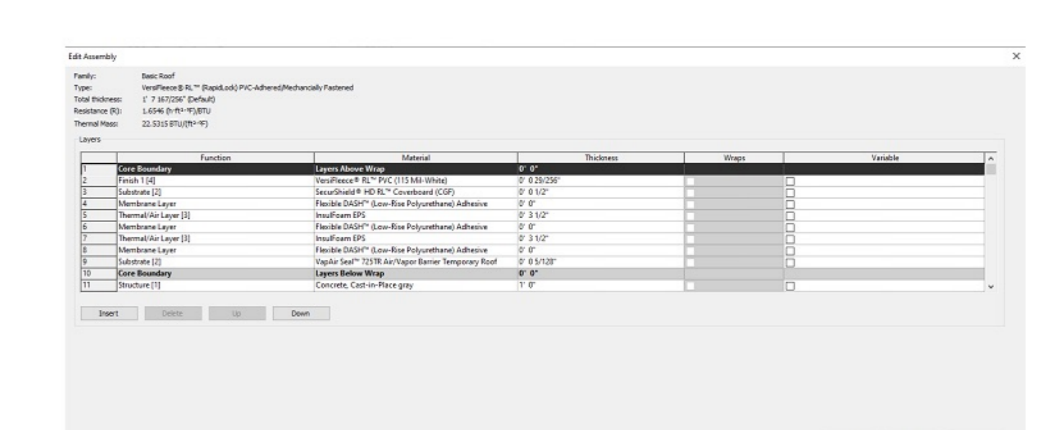 Edit Assembly
Family: Basic Roof
Type: VersiFleece® RL™ (RapidLock) PVC-Adhered/Mechancially Fastened
Total thickness: 1' 7 167/256" (Default)
Resistance (R): 1.6546 (h·ft²·°F)/BTU
Thermal Mass: 22.5315 BTU/(ft²·°F)
Layers
Function Material Thickness Wraps Variable
1 Core Boundary Layers Above Wrap 0' 0"
2 Finish 1 [4] VersiFleece® RL™ PVC (115 Mil-White) 0' 0 29/256"
3 Substrate [2] SecurShield® HD RL™ Coverboard (CGF) 0' 0 1/2"
4 Membrane Layer Flexible DASH™ (Low-Rise Polyurethane) Adhesive 0' 0"
5 Thermal/Air Layer [3] InsulFoam EPS 0' 3 1/2"
6 Membrane Layer Flexible DASH™ (Low-Rise Polyurethane) Adhesive 0' 0"
7 Thermal/Air Layer [3] InsulFoam EPS 0' 3 1/2"
8 Membrane Layer Flexible DASH™ (Low-Rise Polyurethane) Adhesive 0' 0"
9 Substrate [2] VapAir Seal™ 725TR Air/Vapor Barrier Temporary Roof 0' 0 5/128"
10 Core Boundary Layers Below Wrap 0' 0"
11 Structure [1] Concrete, Cast-in-Place gray 1' 0"
Insert Delete Up Down